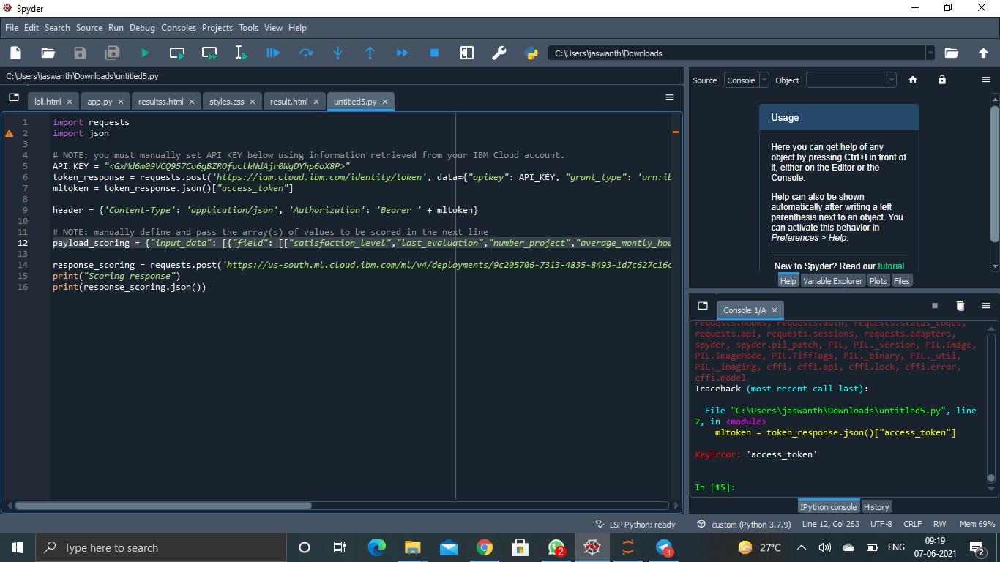 Spyder
File Edit Search Source Run Debug Consoles Projects Tools View Help
C:\Users\jaswanth\Downloads
C:\Users\jaswanth\Downloads\untitled5.py
loll.html app.py resultss.html styles.css result.html untitled5.py
1 import requests
2 import json
3
4 # NOTE: you must manually set API_KEY below using information retrieved from your IBM Cloud account.
5 API_KEY = "<GxMd6m09VCQ957Co6gBZROfuclkNdAjr0WgDYhp6oX8P>"
6 token_response = requests.post('https://iam.cloud.ibm.com/identity/token', data={"apikey": API_KEY, "grant_type": 'urn:ib
7 mltoken = token_response.json()["access_token"]
8
9 header = {'Content-Type': 'application/json', 'Authorization': 'Bearer ' + mltoken}
10
11 # NOTE: manually define and pass the array(s) of values to be scored in the next line
12 payload_scoring = {"input_data": [{"field": [["satisfaction_level","last_evaluation","number_project","average_montly_hou
13
14 response_scoring = requests.post('https://us-south.ml.cloud.ibm.com/ml/v4/deployments/9c205706-7313-4835-8493-1d7c627c16c
15 print("Scoring response")
16 print(response_scoring.json())
Source Console Object
Usage
Here you can get help of any
object by pressing Ctrl+I in front of
it, either on the Editor or the
Console.
Help can also be shown
automatically after writing a left
parenthesis next to an object. You
can activate this behavior in
Preferences > Help.
New to Spyder? Read our tutorial
Help Variable Explorer Plots Files
Console 1/A
requests.hooks, requests.auth, requests.status_codes,
requests.api, requests.sessions, requests.adapters,
spyder, spyder.pil_patch, PIL, PIL._version, PIL.Image,
PIL.ImageMode, PIL.TiffTags, PIL._binary, PIL._util,
PIL._imaging, cffi, cffi.api, cffi.lock, cffi.error,
cffi.model
Traceback (most recent call last):
File "C:\Users\jaswanth\Downloads\untitled5.py", line
7, in <module>
mltoken = token_response.json()["access_token"]
KeyError: 'access_token'
In [15]:
IPython console History
LSP Python: ready custom (Python 3.7.9) Line 12, Col 263 UTF-8 CRLF RW Mem 69%
Type here to search
2
3
27°C
ENG
09:19
07-06-2021
2